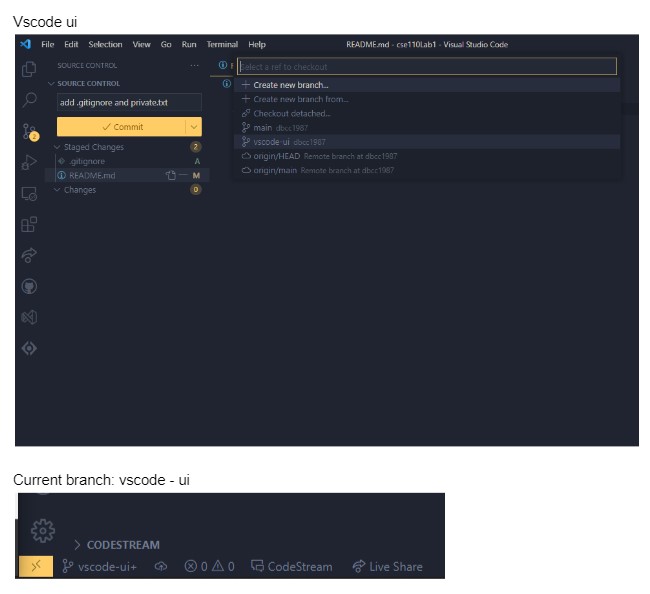 Vscode ui
File Edit Selection View Go Run Terminal Help README.md - cse110Lab1 - Visual Studio Code
SOURCE CONTROL ···
Select a ref to checkout
SOURCE CONTROL
Create new branch...
add .gitignore and private.txt
Create new branch from...
Checkout detached...
Commit
main dbcc1987
2
vscode-ui dbcc1987
Staged Changes 2
origin/HEAD Remote branch at dbcc1987
.gitignore A
origin/main Remote branch at dbcc1987
README.md M
Changes 0
Current branch: vscode - ui
CODESTREAM
vscode-ui+ 0 0 CodeStream Live Share